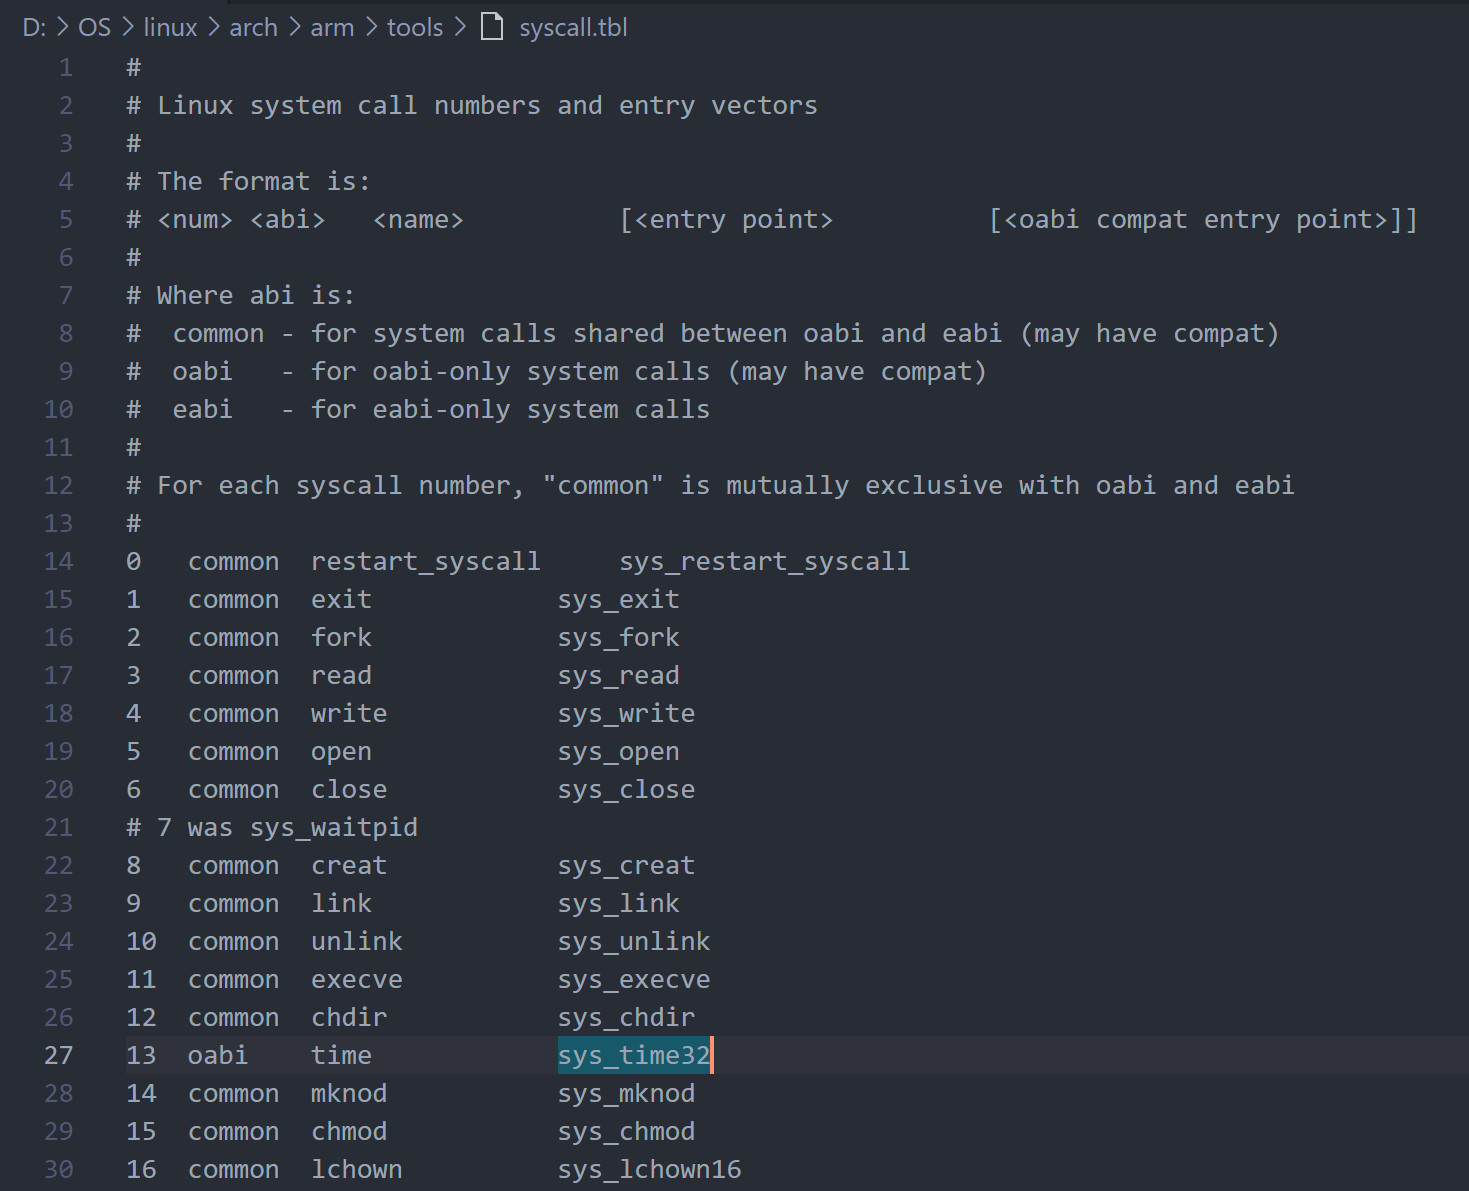 D: > OS > linux > arch > arm > tools > syscall.tbl
1 #
2 # Linux system call numbers and entry vectors
3 #
4 # The format is:
5 # <num> <abi> <name> [<entry point> [<oabi compat entry point>]]
6 #
7 # Where abi is:
8 # common - for system calls shared between oabi and eabi (may have compat)
9 # oabi - for oabi-only system calls (may have compat)
10 # eabi - for eabi-only system calls
11 #
12 # For each syscall number, "common" is mutually exclusive with oabi and eabi
13 #
14 0 common restart_syscall sys_restart_syscall
15 1 common exit sys_exit
16 2 common fork sys_fork
17 3 common read sys_read
18 4 common write sys_write
19 5 common open sys_open
20 6 common close sys_close
21 # 7 was sys_waitpid
22 8 common creat sys_creat
23 9 common link sys_link
24 10 common unlink sys_unlink
25 11 common execve sys_execve
26 12 common chdir sys_chdir
27 13 oabi time sys_time32
28 14 common mknod sys_mknod
29 15 common chmod sys_chmod
30 16 common lchown sys_lchown16